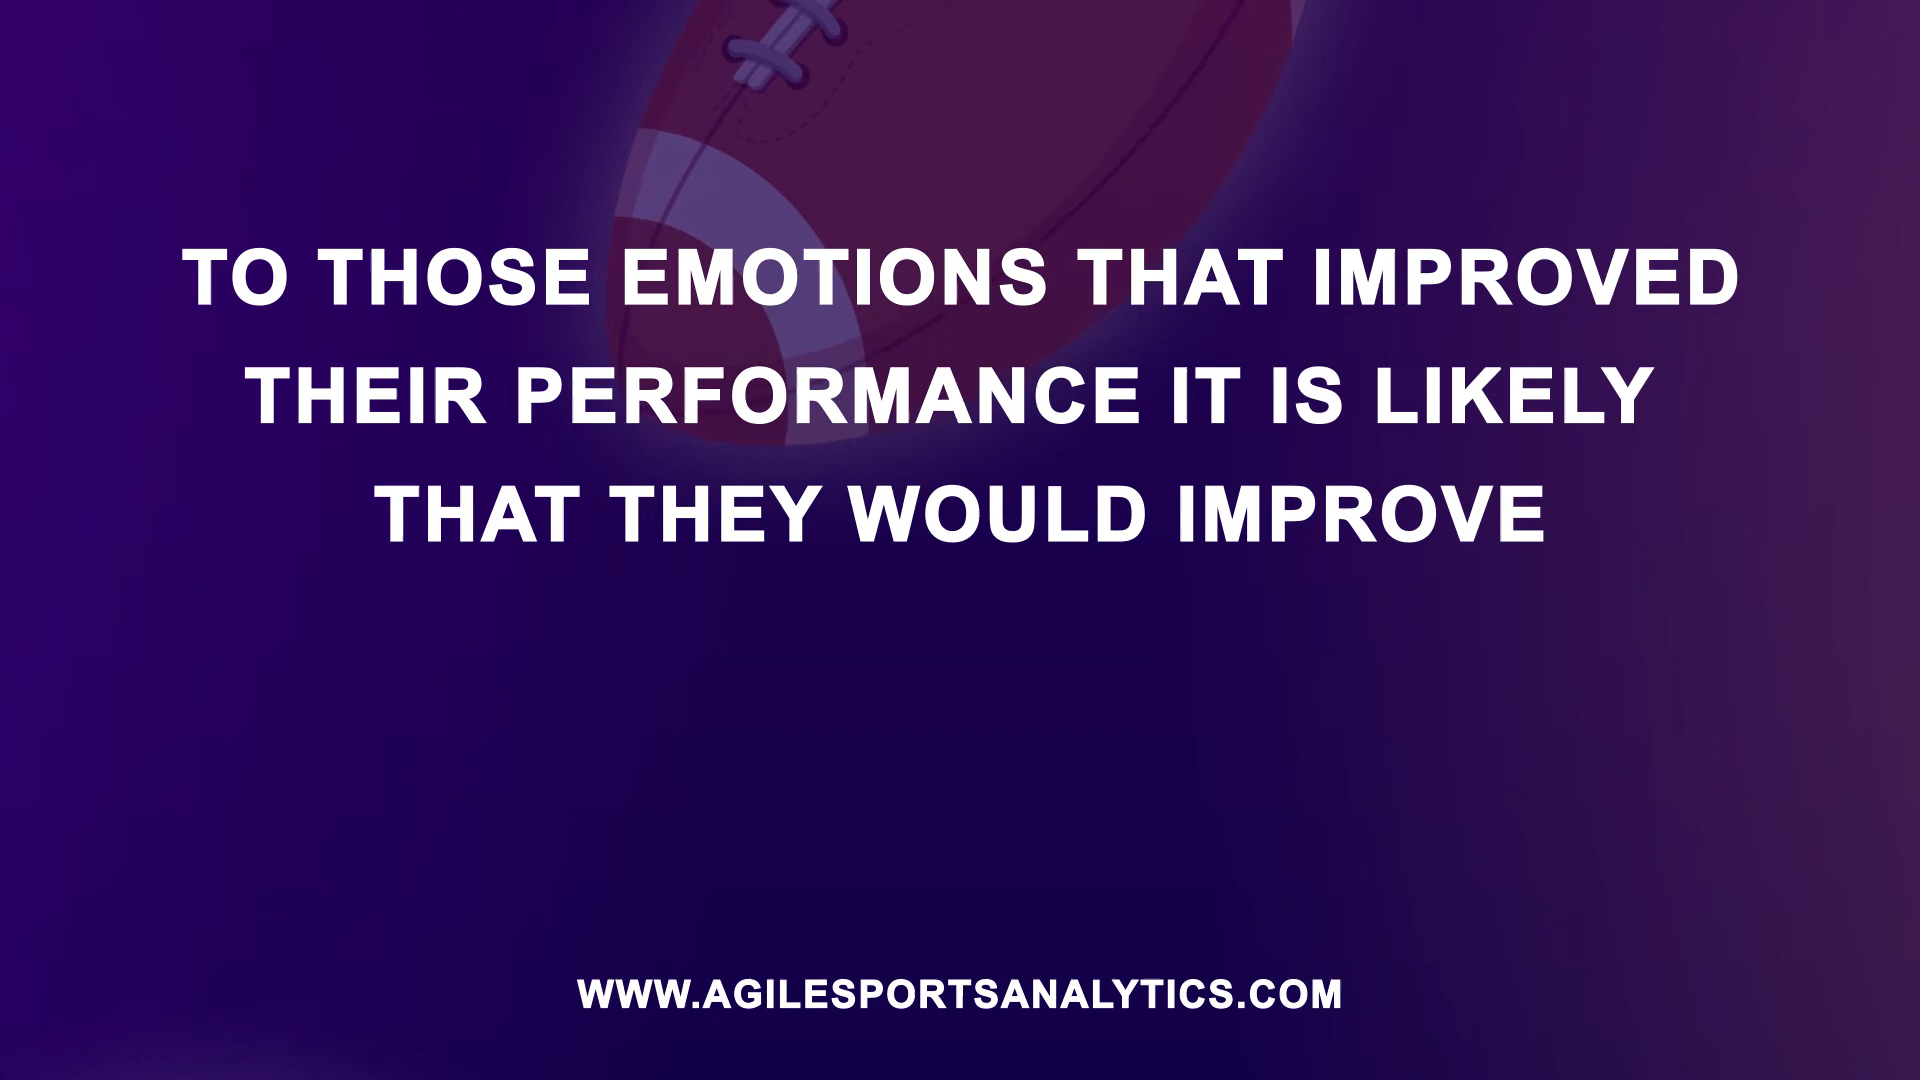 TO THOSE EMOTIONS THAT IMPROVED
THEIR PERFORMANCE IT IS LIKELY
THAT THEY WOULD IMPROVE
WWW.AGILESPORTSANALYTICS.COM